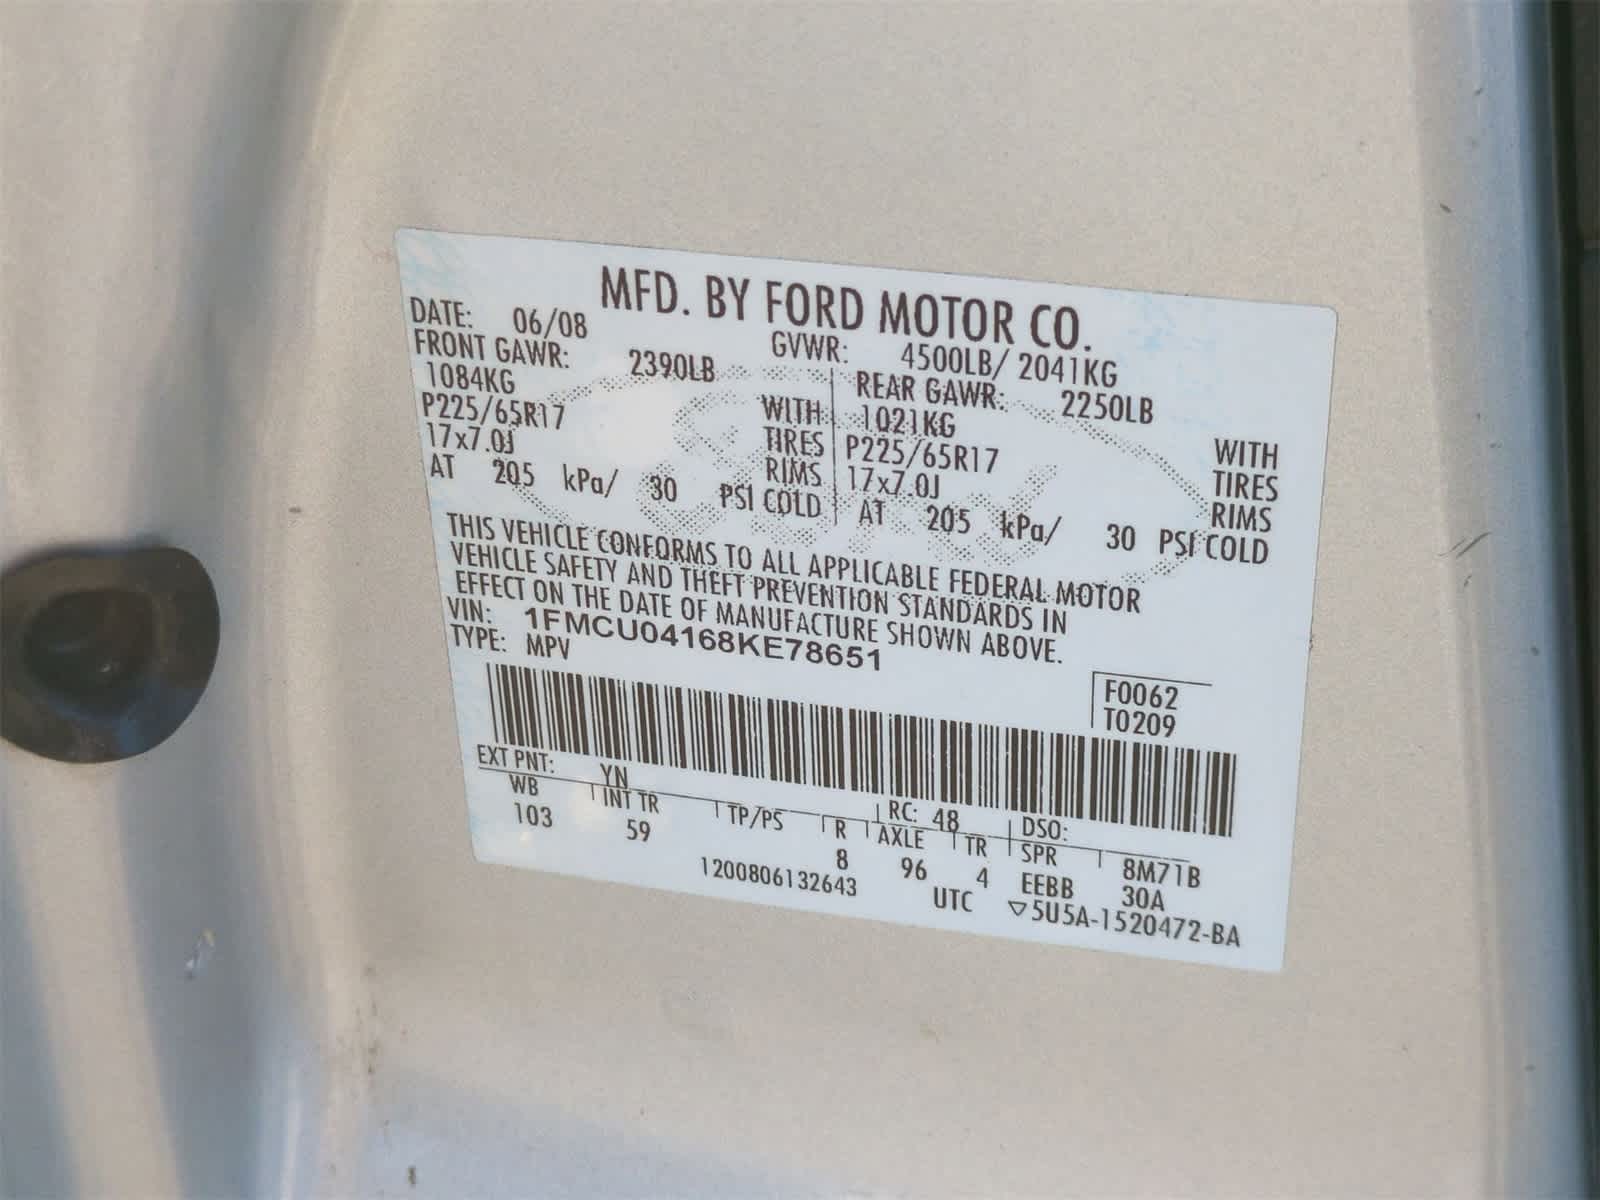 MFD. BY FORD MOTOR CO.
DATE: 06/08 GVWR: 4500LB/ 2041KG
FRONT GAWR: 2390LB REAR GAWR: 2250LB
1084KG WITH 1021KG WITH
P225/65R17 TIRES P225/65R17 TIRES
17x7.0J RIMS 17x7.0J RIMS
AT 205 kPa/ 30 PSI COLD AT 205 kPa/ 30 PSI COLD
THIS VEHICLE CONFORMS TO ALL APPLICABLE FEDERAL MOTOR
VEHICLE SAFETY AND THEFT PREVENTION STANDARDS IN
EFFECT ON THE DATE OF MANUFACTURE SHOWN ABOVE.
VIN: 1FMCU04168KE78651
TYPE: MPV
F0062
T0209
EXT PNT: YN RC: 48 DSO:
WB INT TR TP/PS R AXLE TR SPR 8M71B
103 59 8 96 4 EEBB 30A
1200806132643 UTC ▽5U5A-1520472-BA